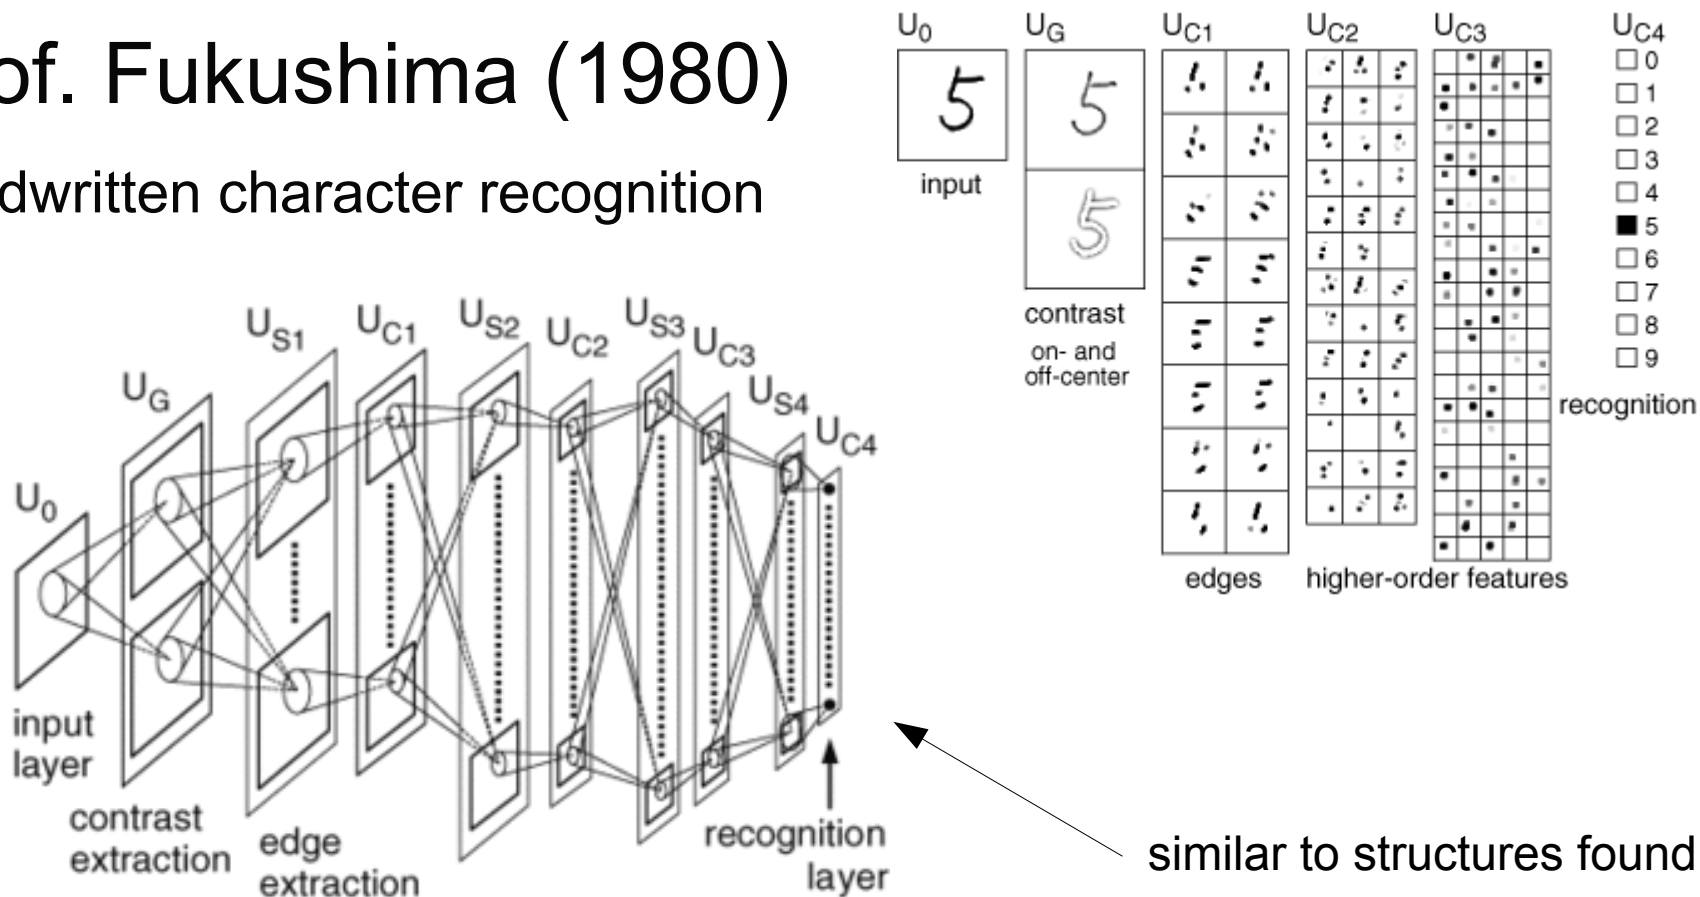 of. Fukushima (1980)
dwritten character recognition
U0
UG
US1
UC1
US2
UC2
US3
UC3
US4
UC4
input
layer
contrast
extraction
edge
extraction
recognition
layer
U0
input
UG
contrast
on- and
off-center
UC1
edges
UC2
UC3
higher-order features
UC4
0
1
2
3
4
5
6
7
8
9
recognition
5
5
5
similar to structures found